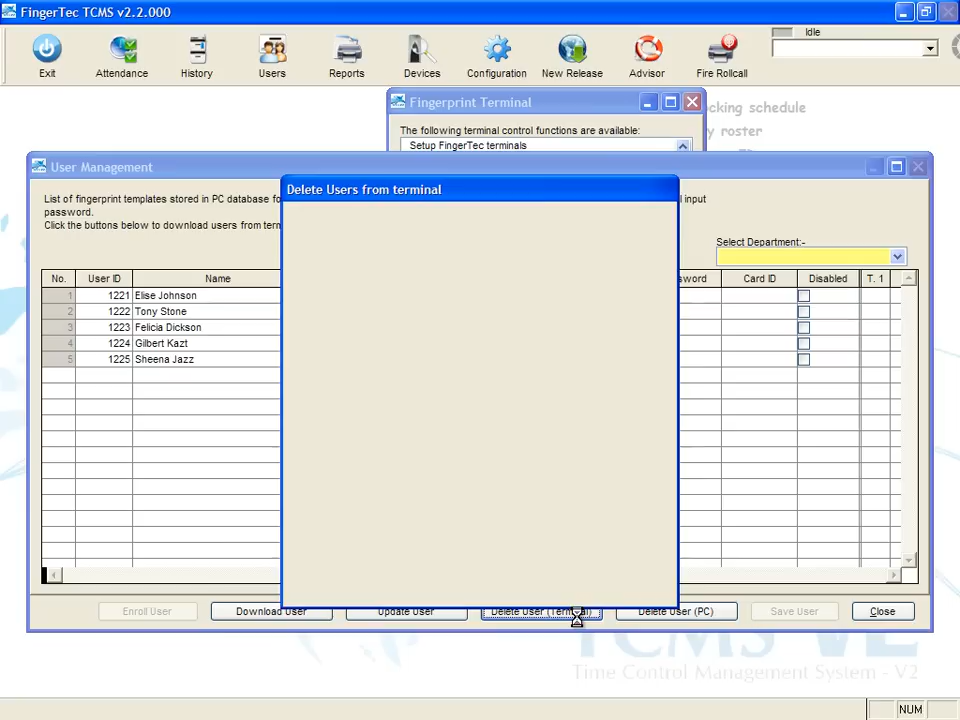 FingerTec TCMS v2.2.000
Idle
Exit
Attendance
History
Users
Reports
Devices
Configuration
New Release
Advisor
Fire Rollcall
Fingerprint Terminal
cking schedule
The following terminal control functions are available:
y roster
Setup FingerTec terminals
User Management
Delete Users from terminal
List of fingerprint templates stored in PC database fo
l input
password.
Click the buttons below to download users from term
Select Department:-
No. User ID Name sword Card ID Disabled T. 1
1 1221 Elise Johnson
2 1222 Tony Stone
3 1223 Felicia Dickson
4 1224 Gilbert Kazt
5 1225 Sheena Jazz
Enroll User
Download User
Update User
Delete User (Terminal)
Delete User (PC)
Save User
Close
TCMS V2
Time Control Management System - V2
NUM